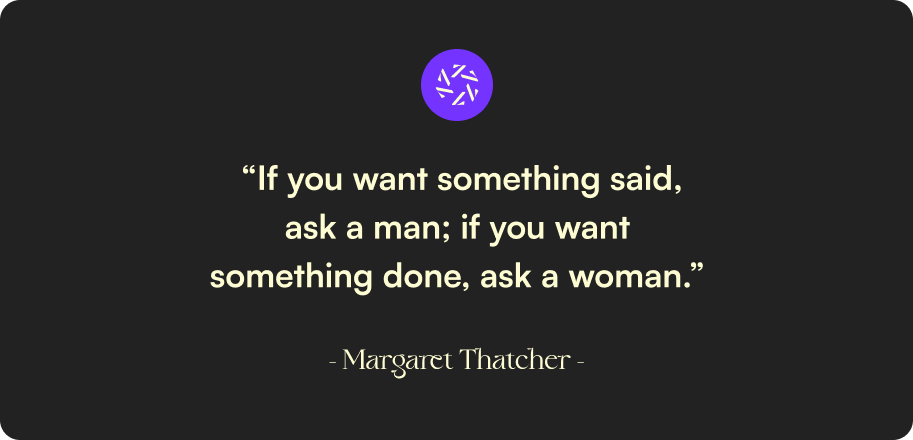 “If you want something said,
ask a man; if you want
something done, ask a woman.”
- Margaret Thatcher -